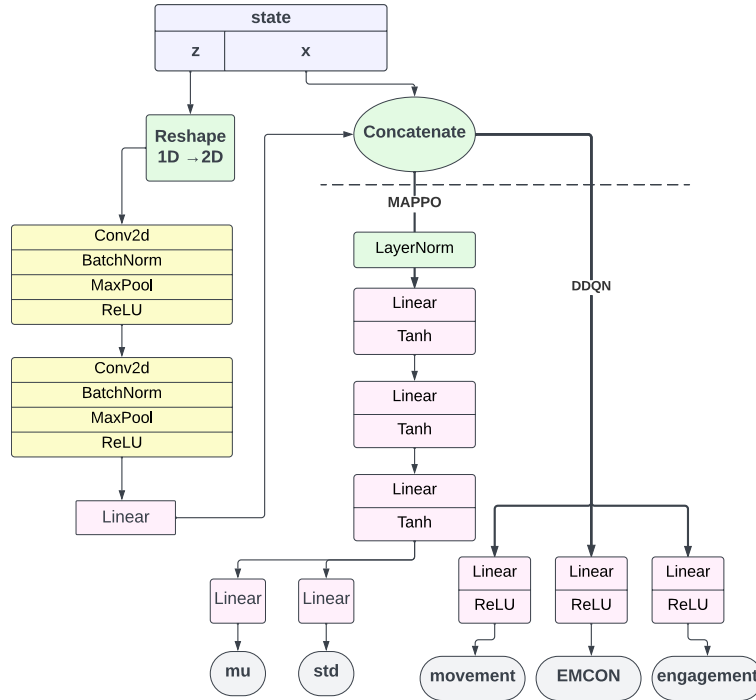 state
z
x
Reshape
1D →2D
Concatenate
MAPPO
LayerNorm
DDQN
Conv2d
BatchNorm
MaxPool
ReLU
Conv2d
BatchNorm
MaxPool
ReLU
Linear
Linear
Tanh
Linear
Tanh
Linear
Tanh
Linear
Linear
mu
std
Linear
ReLU
Linear
ReLU
Linear
ReLU
movement
EMCON
engagement